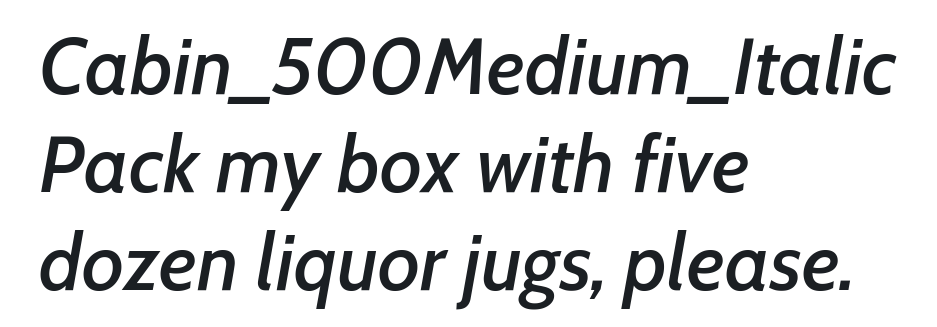 Cabin_500Medium_Italic
Pack my box with five
dozen liquor jugs, please.